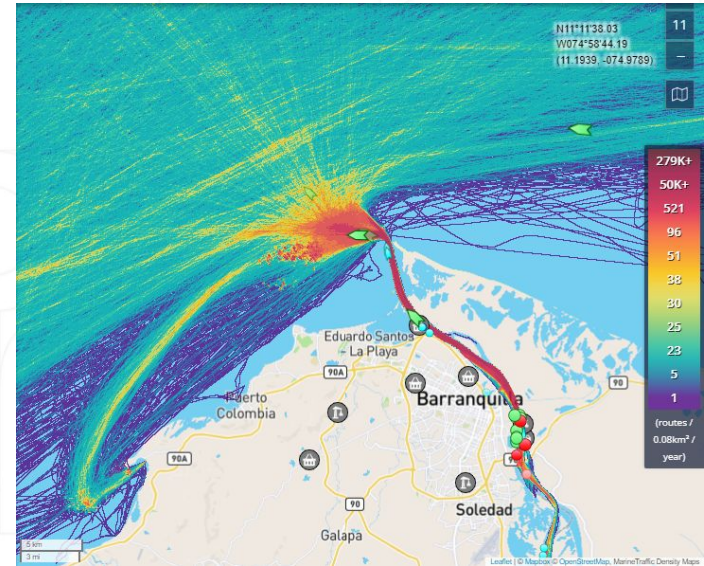 N11°11'38.03
W074°58'44.19
(11.1939, -074.9789)
11
−
279K+
50K+
521
96
51
38
30
25
23
5
1
(routes /
0.08km² /
year)
Eduardo Santos
- La Playa
90A
90
Puerto
Colombia
Barranquilla
90A
Soledad
90
Galapa
5 km
3 mi
Leaflet | © Mapbox © OpenStreetMap, MarineTraffic Density Maps